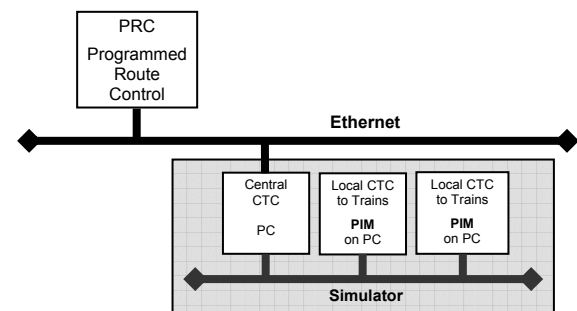 PRC
Programmed
Route
Control
Ethernet
Central
CTC
PC
Local CTC
to Trains
PIM
on PC
Local CTC
to Trains
PIM
on PC
Simulator